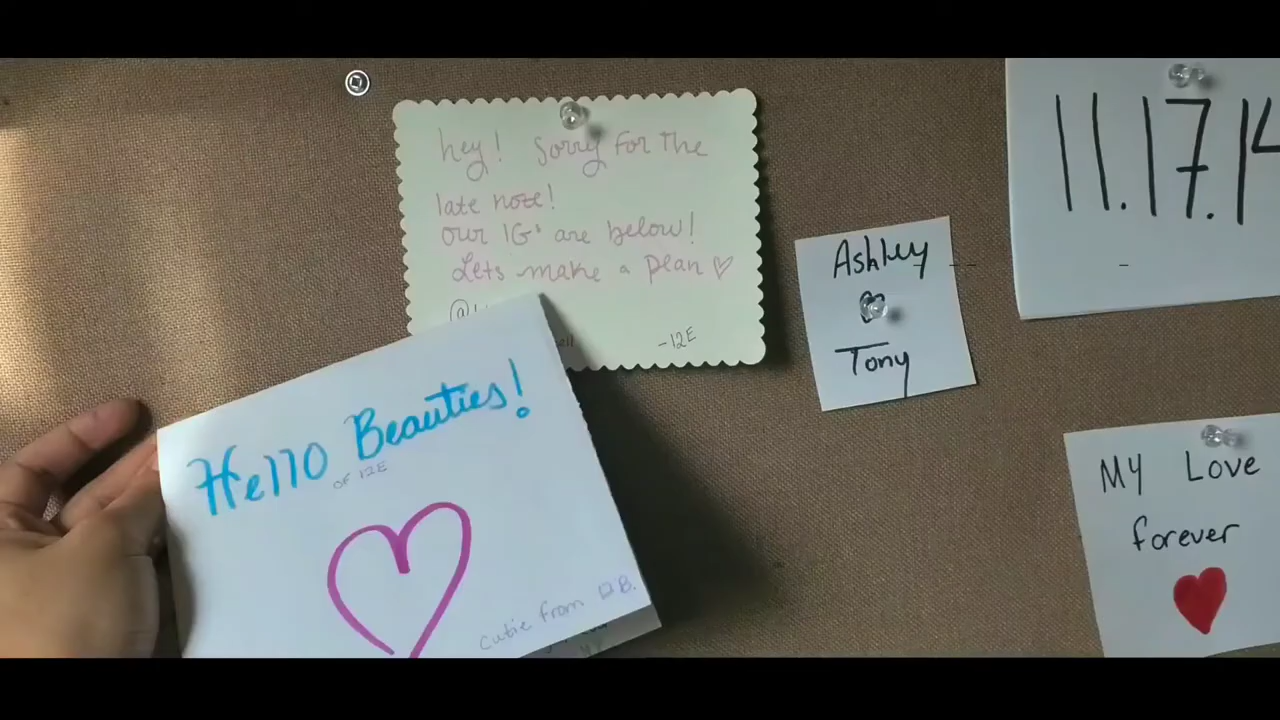 hey! Sorry for the
late note!
our IG's are below!
Lets make a plan
-12E
Hello Beauties!
OF 12E
cutie from 12B.
Ashley
Tony
11.17.14
MY Love
forever